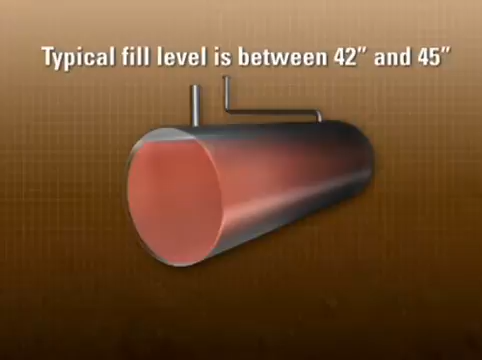 Typical fill level is between 42” and 45”